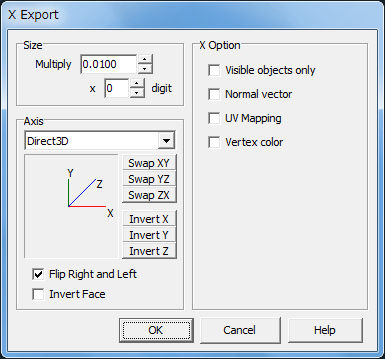 X Export
Size
Multiply 0.0100
x 0 digit
Axis
Direct3D
Y
Z
X
Swap XY
Swap YZ
Swap ZX
Invert X
Invert Y
Invert Z
Flip Right and Left
Invert Face
X Option
Visible objects only
Normal vector
UV Mapping
Vertex color
OK
Cancel
Help